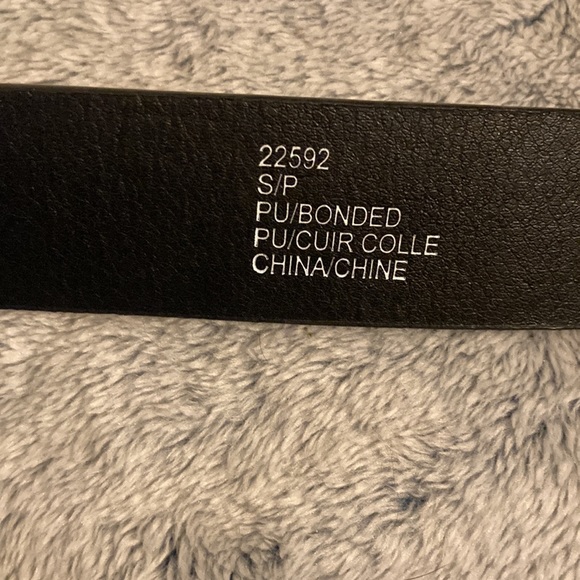 22592
S/P
PU/BONDED
PU/CUIR COLLE
CHINA/CHINE